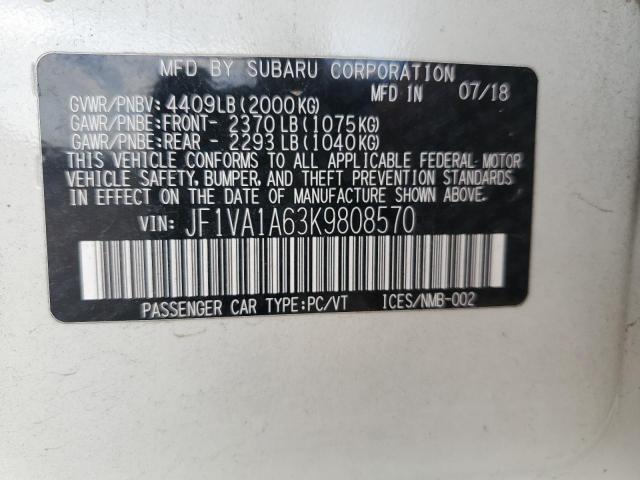 MFD BY SUBARU CORPORATION
MFD IN 07/18
GVWR/PNBV: 4409LB (2000KG)
GAWR/PNBE: FRONT- 2370 LB (1075KG)
GAWR/PNBE: REAR - 2293 LB (1040KG)
THIS VEHICLE CONFORMS TO ALL APPLICABLE FEDERAL MOTOR
VEHICLE SAFETY, BUMPER, AND THEFT PREVENTION STANDARDS
IN EFFECT ON THE DATE OF MANUFACTURE SHOWN ABOVE.
VIN: JF1VA1A63K9808570
PASSENGER CAR TYPE:PC/VT ICES/NMB-002